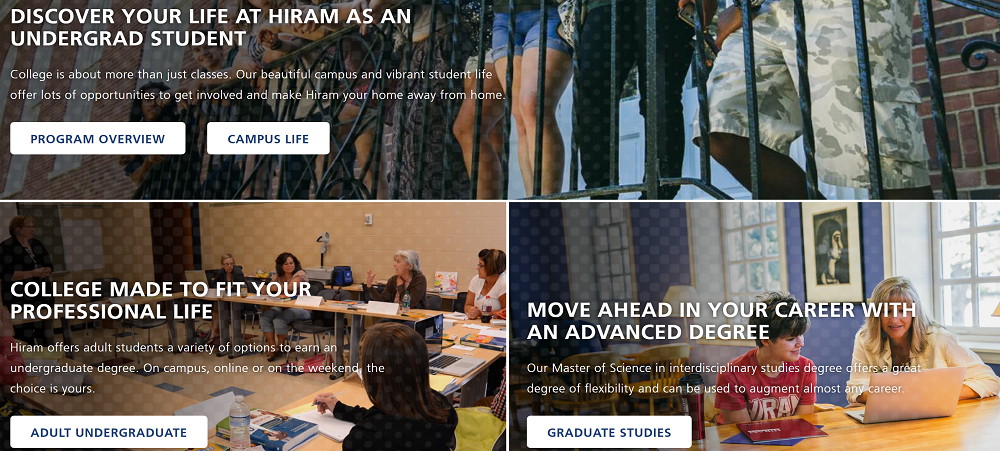 DISCOVER YOUR LIFE AT HIRAM AS AN
UNDERGRAD STUDENT
College is about more than just classes. Our beautiful campus and vibrant student life
offer lots of opportunities to get involved and make Hiram your home away from home.
PROGRAM OVERVIEW
CAMPUS LIFE
COLLEGE MADE TO FIT YOUR
PROFESSIONAL LIFE
Hiram offers adult students a variety of options to earn an
undergraduate degree. On campus, online or on the weekend, the
choice is yours.
ADULT UNDERGRADUATE
MOVE AHEAD IN YOUR CAREER WITH
AN ADVANCED DEGREE
Our Master of Science in interdisciplinary studies degree offers a great
degree of flexibility and can be used to augment almost any career.
GRADUATE STUDIES